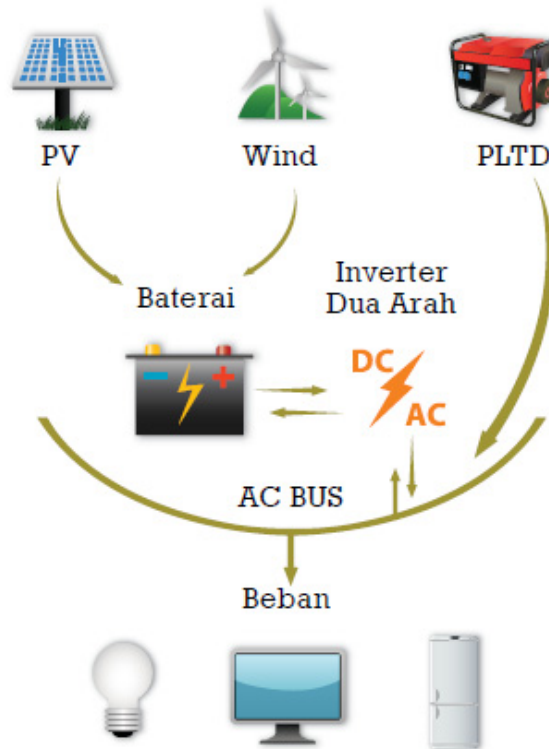 PV
Wind
PLTD
Baterai
Inverter
Dua Arah
DC
AC
AC BUS
Beban